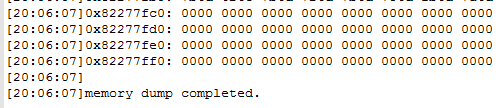 [20:06:07]0x82277fc0: 0000 0000 0000 0000 0000 0000 0000 0000
[20:06:07]0x82277fd0: 0000 0000 0000 0000 0000 0000 0000 0000
[20:06:07]0x82277fe0: 0000 0000 0000 0000 0000 0000 0000 0000
[20:06:07]0x82277ff0: 0000 0000 0000 0000 0000 0000 0000 0000
[20:06:07]
[20:06:07]memory dump completed.